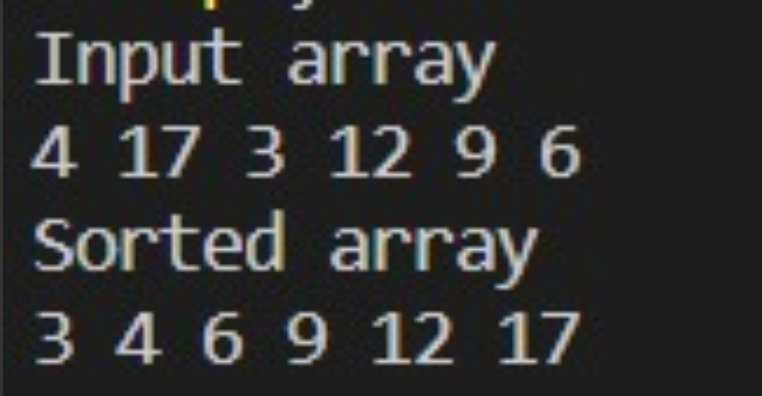 Input array
4 17 3 12 9 6
Sorted array
3 4 6 9 12 17